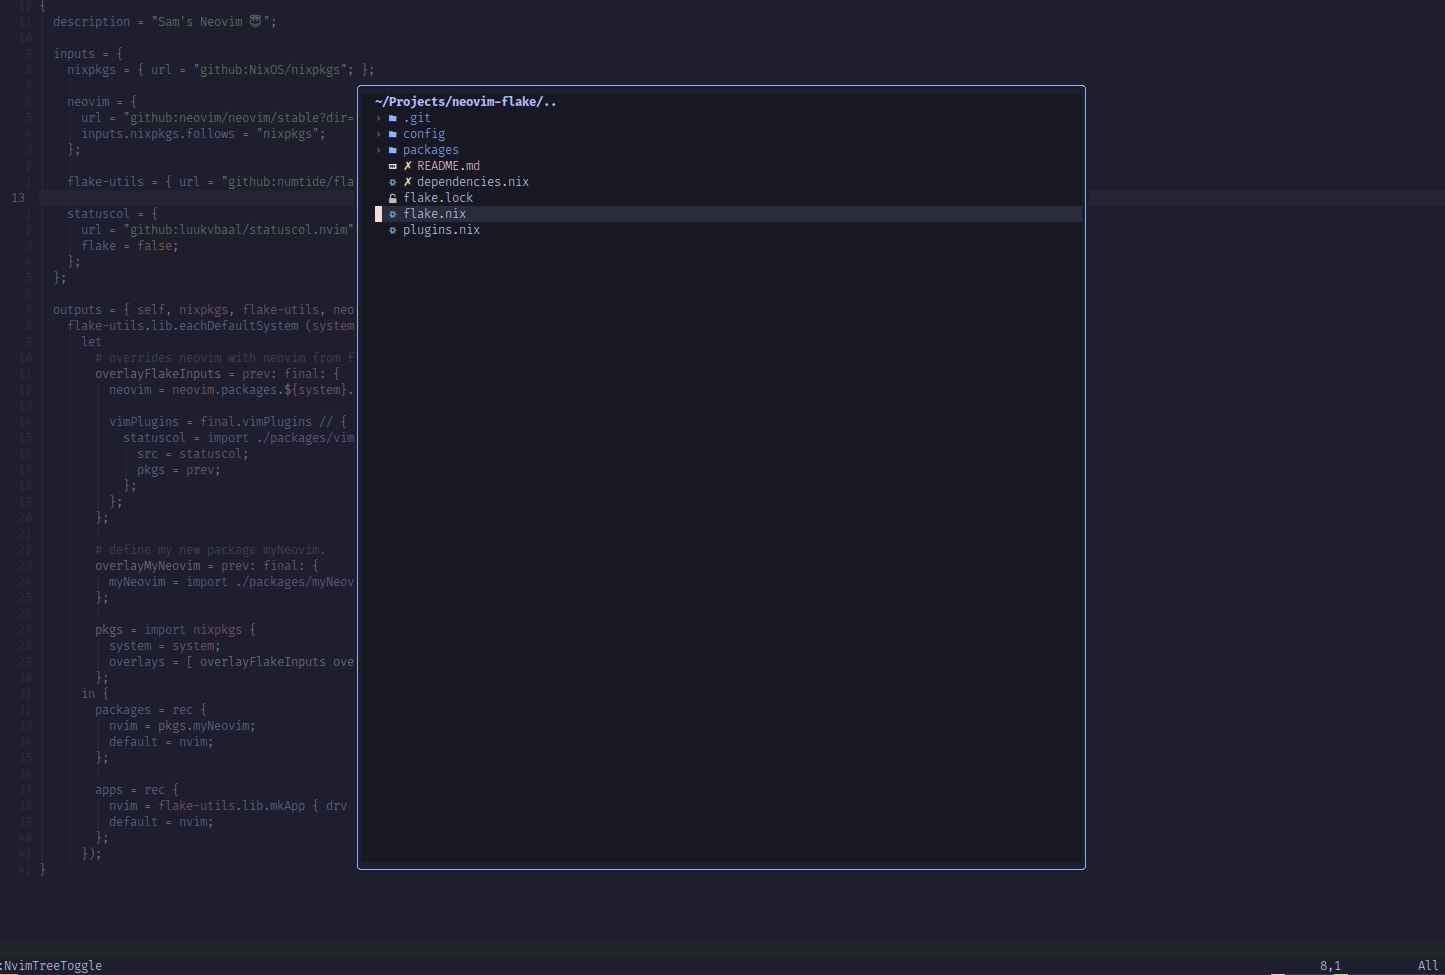 12 {
11 description = "Sam's Neovim 😇";
10
9 inputs = {
8 nixpkgs = { url = "github:NixOS/nixpkgs"; };
7
6 neovim = {
5 url = "github:neovim/neovim/stable?dir=
4 inputs.nixpkgs.follows = "nixpkgs";
3 };
2
1 flake-utils = { url = "github:numtide/fla
13
1 statuscol = {
2 url = "github:luukvbaal/statuscol.nvim"
3 flake = false;
4 };
5 };
6
7 outputs = { self, nixpkgs, flake-utils, neo
8 flake-utils.lib.eachDefaultSystem (system
9 let
10 # overrides neovim with neovim from f
11 overlayFlakeInputs = prev: final: {
12 neovim = neovim.packages.${system}.
13
14 vimPlugins = final.vimPlugins // {
15 statuscol = import ./packages/vim
16 src = statuscol;
17 pkgs = prev;
18 };
19 };
20 };
21
22 # define my new package myNeovim.
23 overlayMyNeovim = prev: final: {
24 myNeovim = import ./packages/myNeov
25 };
26
27 pkgs = import nixpkgs {
28 system = system;
29 overlays = [ overlayFlakeInputs ove
30 };
31 in {
32 packages = rec {
33 nvim = pkgs.myNeovim;
34 default = nvim;
35 };
36
37 apps = rec {
38 nvim = flake-utils.lib.mkApp { drv
39 default = nvim;
40 };
41 });
42 }
~/Projects/neovim-flake/..
› .git
› config
› packages
✗ README.md
✗ dependencies.nix
flake.lock
flake.nix
plugins.nix
:NvimTreeToggle 8,1 All